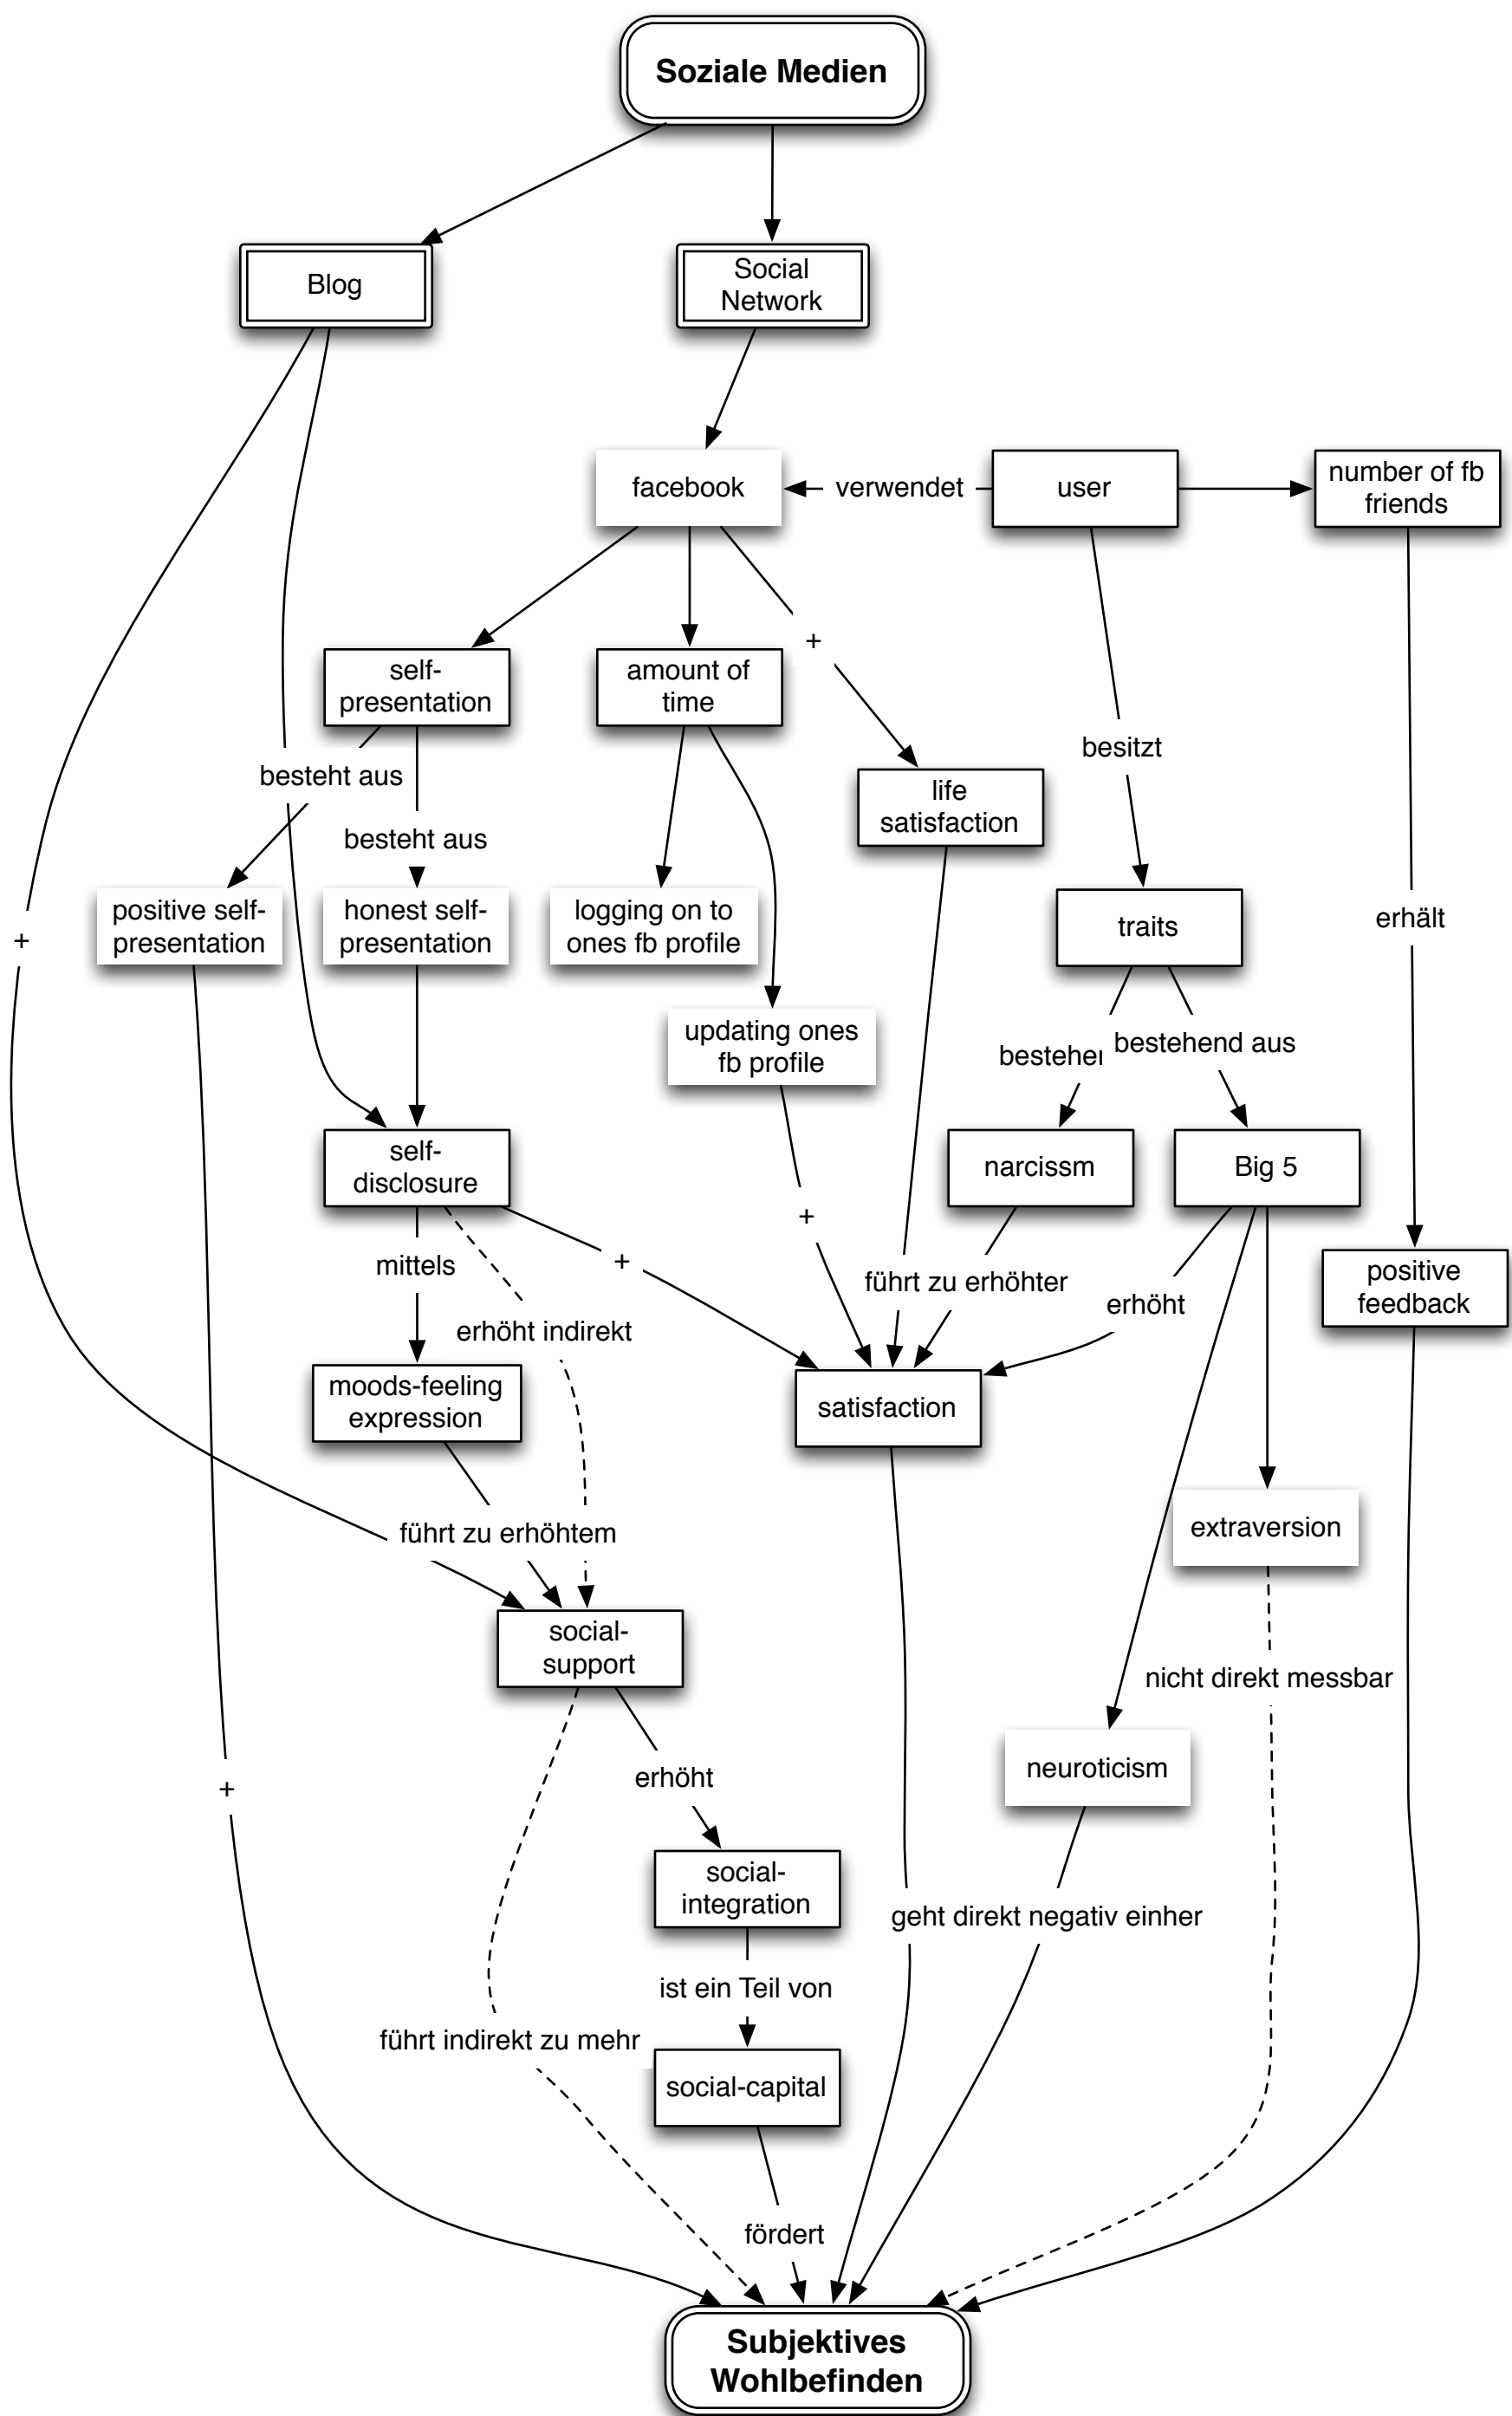 Soziale Medien
Blog
Social
Network
facebook
verwendet
user
number of fb
friends
+
self-
presentation
amount of
time
besitzt
besteht aus
life
satisfaction
besteht aus
positive self-
presentation
honest self-
presentation
logging on to
ones fb profile
traits
erhält
+
updating ones
fb profile
bestehen
bestehend aus
self-
disclosure
narcissm
Big 5
+
mittels
+
führt zu erhöhter
erhöht
positive
feedback
erhöht indirekt
moods-feeling
expression
satisfaction
führt zu erhöhtem
extraversion
social-
support
nicht direkt messbar
erhöht
neuroticism
+
social-
integration
geht direkt negativ einher
ist ein Teil von
führt indirekt zu mehr
social-capital
fördert
Subjektives
Wohlbefinden